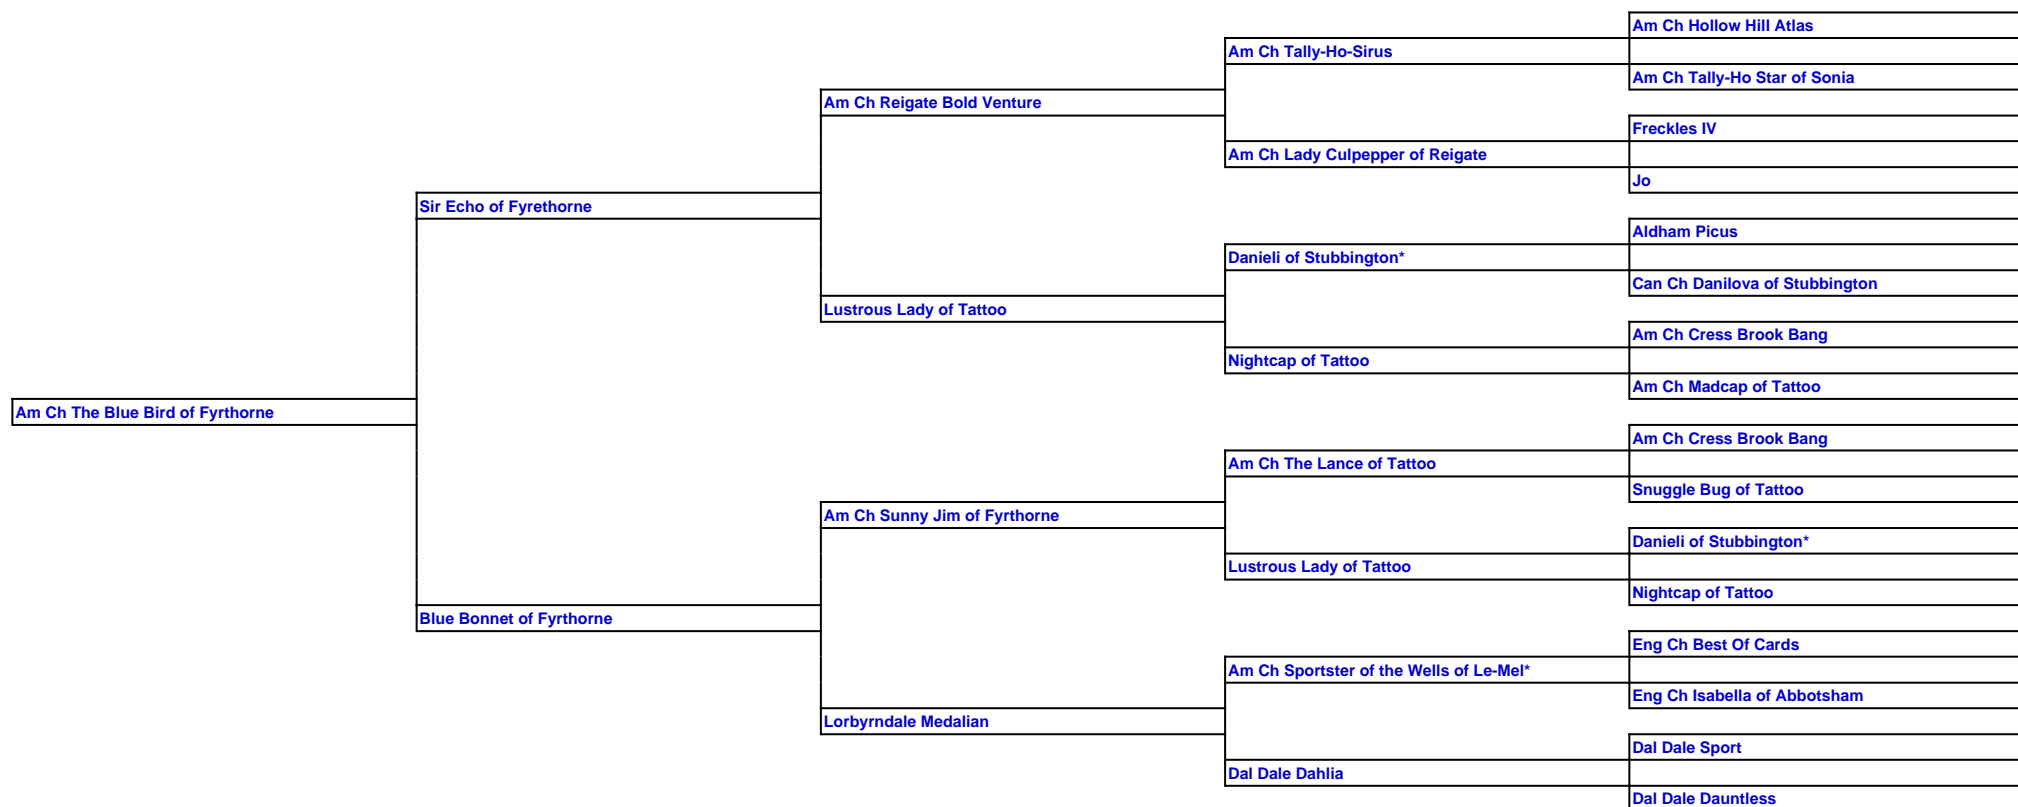 Am Ch Hollow Hill Atlas
Am Ch Tally-Ho-Sirus
Am Ch Tally-Ho Star of Sonia
Am Ch Reigate Bold Venture
Freckles IV
Am Ch Lady Culpepper of Reigate
Jo
Sir Echo of Fyrethorne
Aldham Picus
Danieli of Stubbington*
Can Ch Danilova of Stubbington
Lustrous Lady of Tattoo
Am Ch Cress Brook Bang
Nightcap of Tattoo
Am Ch Madcap of Tattoo
Am Ch The Blue Bird of Fyrthorne
Am Ch Cress Brook Bang
Am Ch The Lance of Tattoo
Snuggle Bug of Tattoo
Am Ch Sunny Jim of Fyrthorne
Danieli of Stubbington*
Lustrous Lady of Tattoo
Nightcap of Tattoo
Blue Bonnet of Fyrthorne
Eng Ch Best Of Cards
Am Ch Sportster of the Wells of Le-Mel*
Eng Ch Isabella of Abbotsham
Lorbyrndale Medalian
Dal Dale Sport
Dal Dale Dahlia
Dal Dale Dauntless